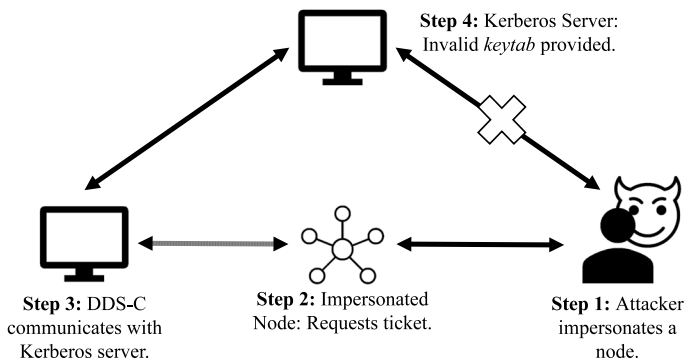 Step 4: Kerberos Server:
Invalid keytab provided.
Step 3: DDS-C
communicates with
Kerberos server.
Step 2: Impersonated
Node: Requests ticket.
Step 1: Attacker
impersonates a
node.